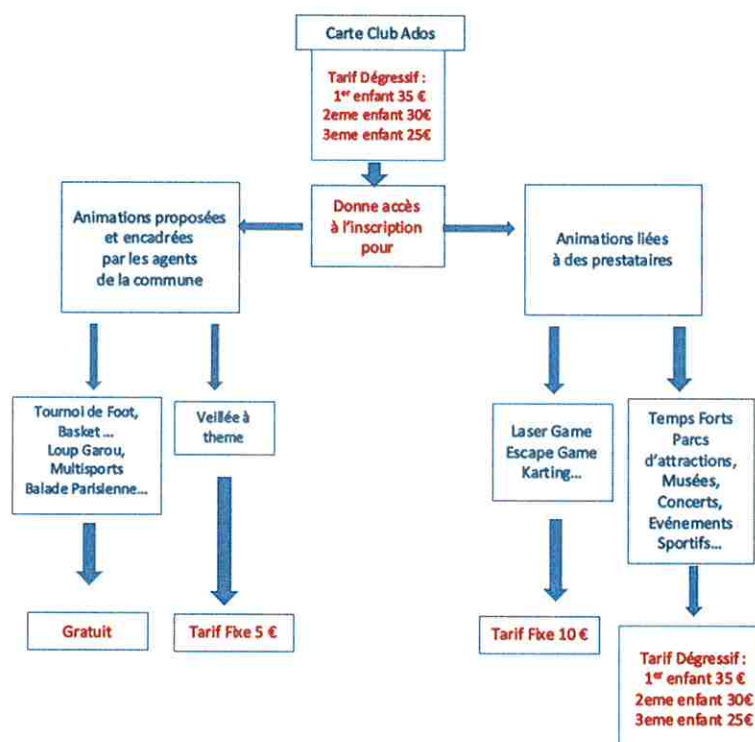 Carte Club Ados
Tarif Dégressif :
1er enfant 35 €
2eme enfant 30€
3eme enfant 25€
Donne accès
à l'inscription
pour
Animations proposées
et encadrées
par les agents
de la commune
Animations liées
à des prestataires
Tournoi de Foot,
Basket ...
Loup Garou,
Multisports
Balade Parisienne...
Veillée à
theme
Laser Game
Escape Game
Karting...
Temps Forts
Parcs
d'attractions,
Musées,
Concerts,
Evénements
Sportifs...
Gratuit
Tarif Fixe 5 €
Tarif Fixe 10 €
Tarif Dégressif :
1er enfant 35 €
2eme enfant 30€
3eme enfant 25€